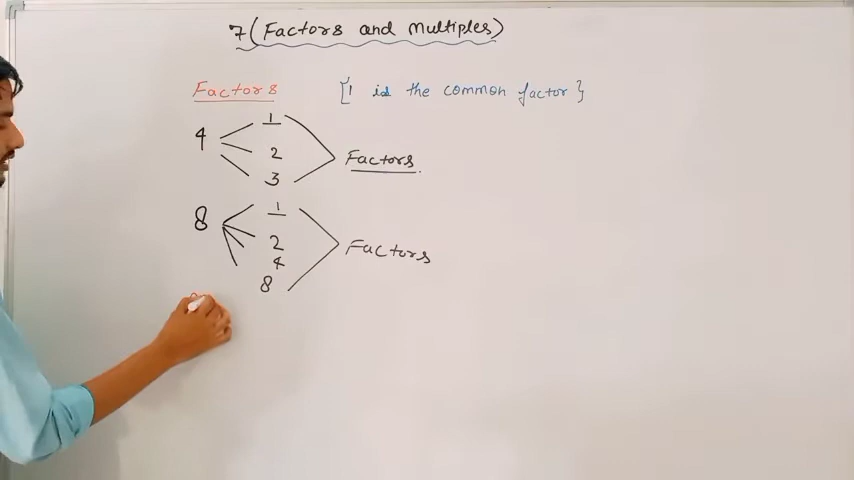 7 (Factors and multiples)
Factors [1 is the common factor}
4 1
2
3
Factors
8 1
2
4
8
Factors